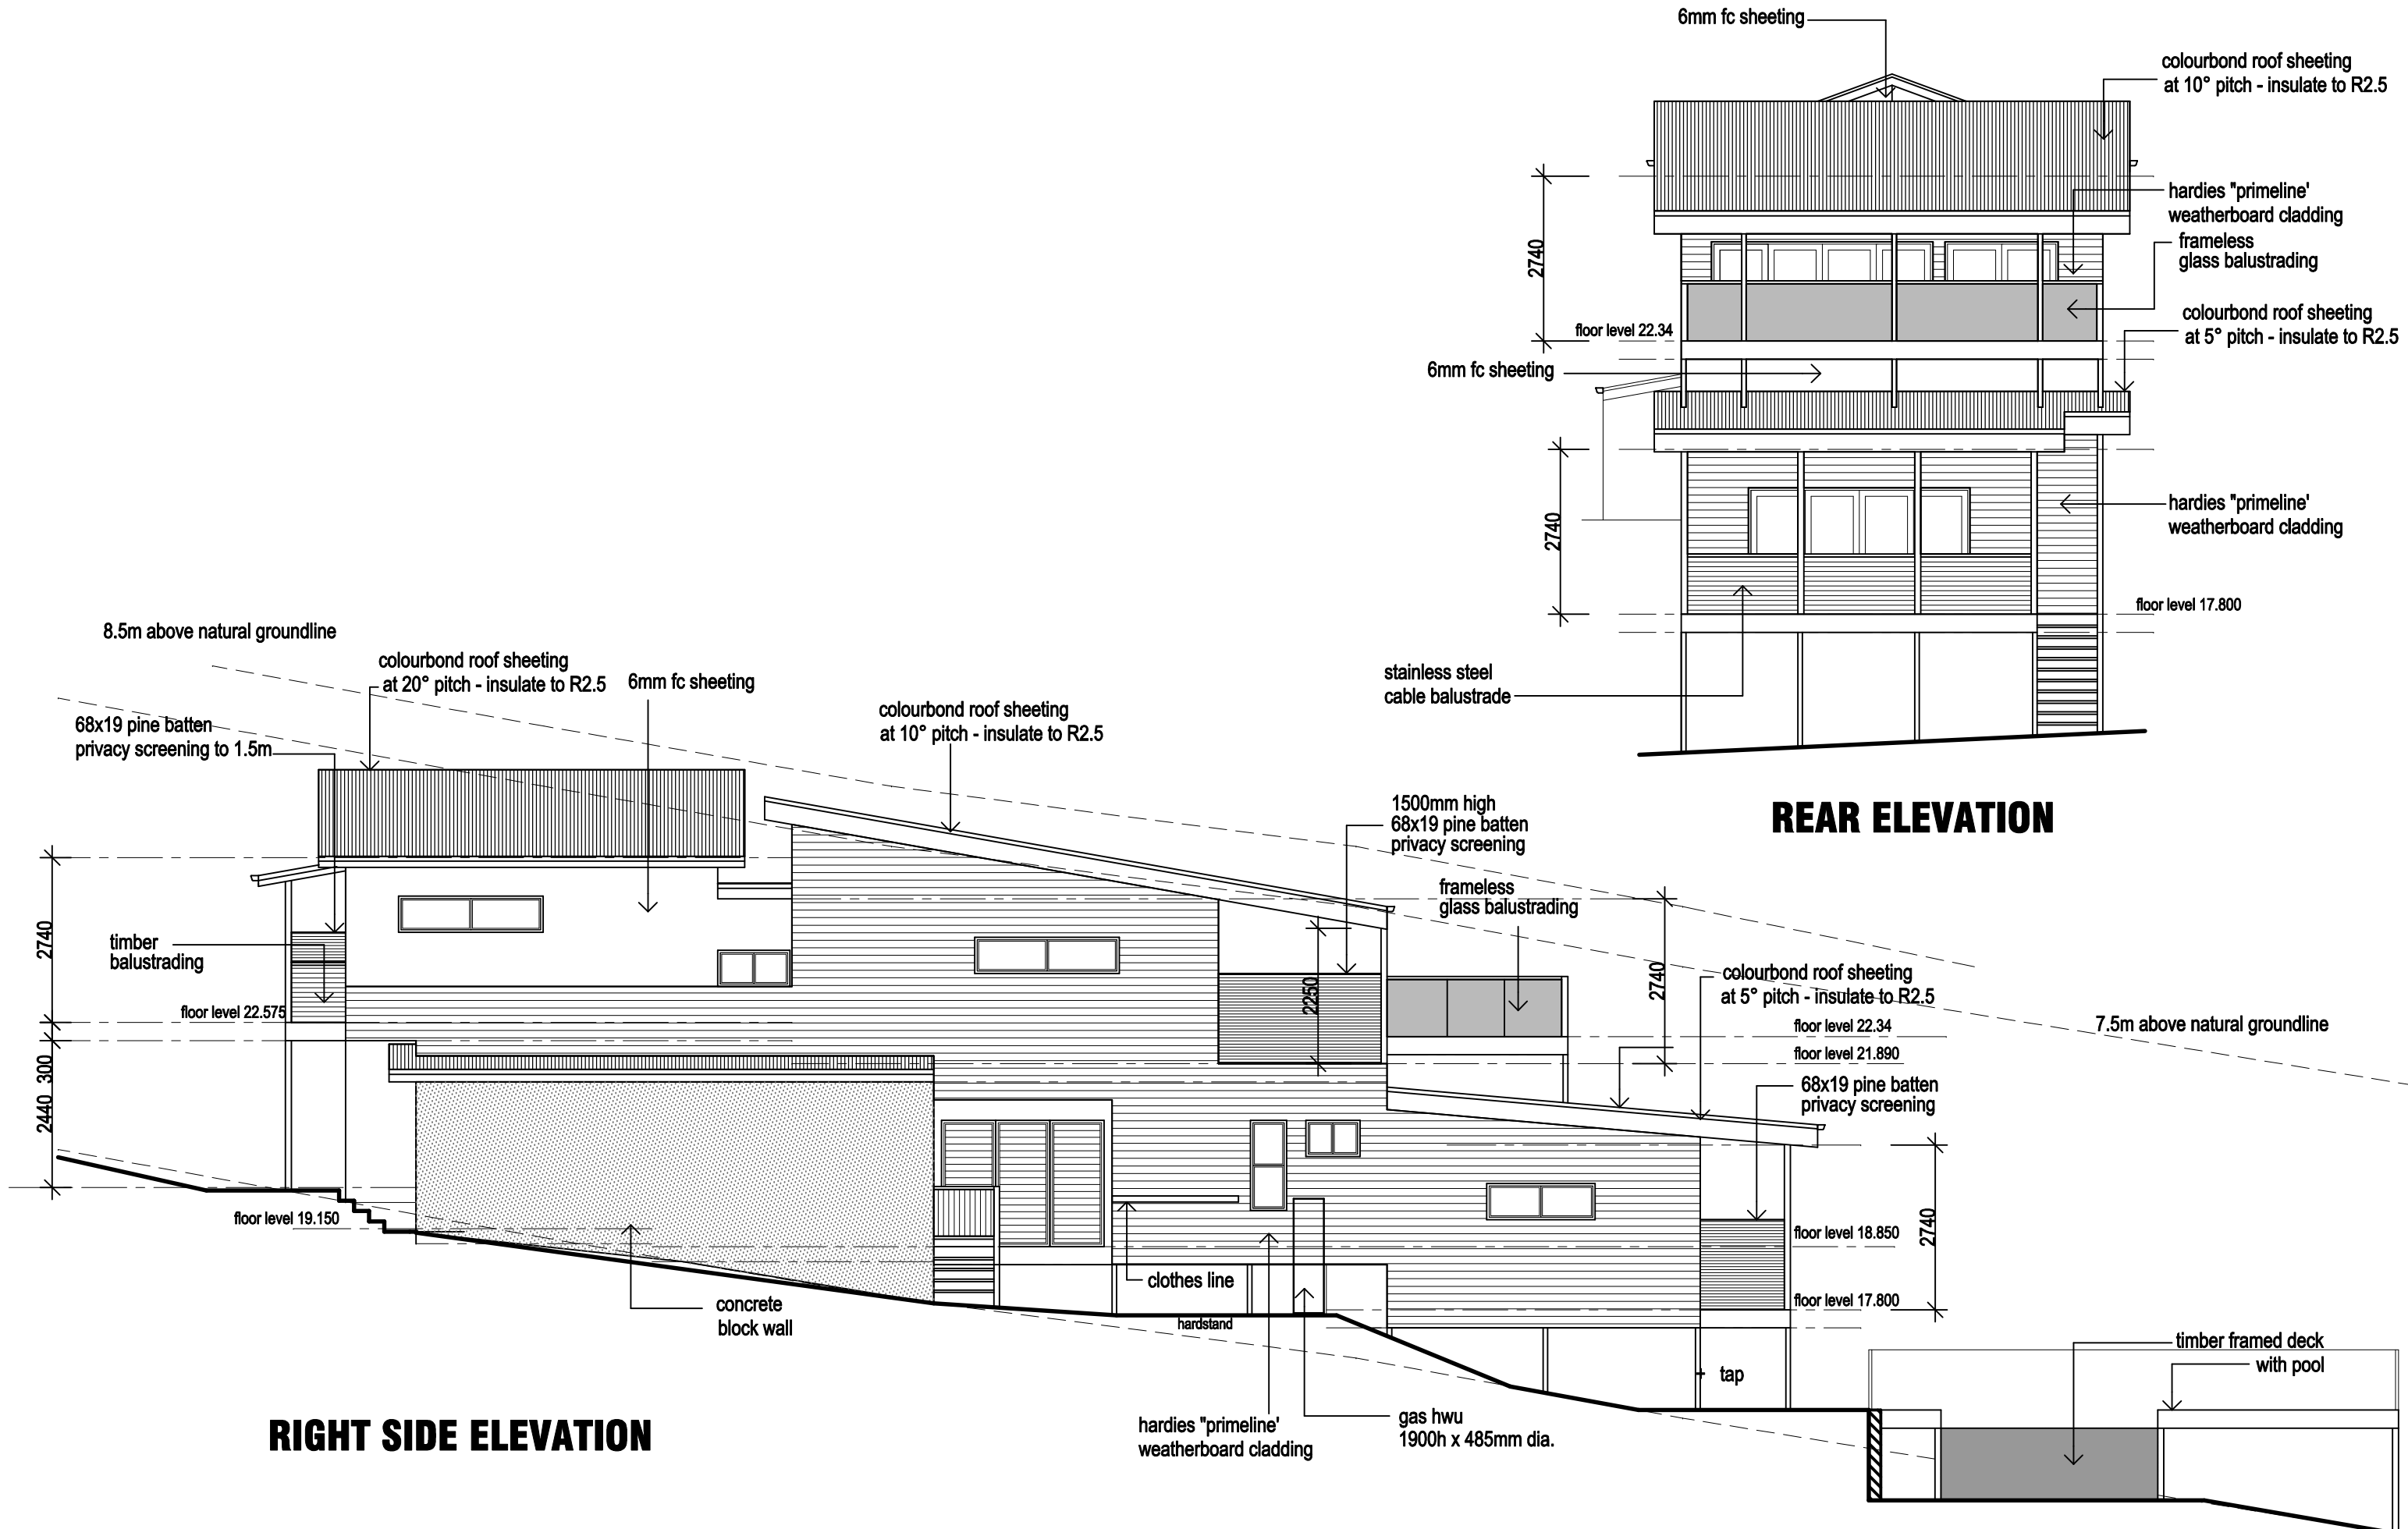 6mm fc sheeting
colourbond roof sheeting
at 10° pitch - insulate to R2.5
hardies "primeline'
weatherboard cladding
frameless
glass balustrading
2740
colourbond roof sheeting
at 5° pitch - insulate to R2.5
floor level 22.34
6mm fc sheeting
hardies "primeline'
weatherboard cladding
2740
floor level 17.800
stainless steel
cable balustrade
REAR ELEVATION
8.5m above natural groundline
colourbond roof sheeting
at 20° pitch - insulate to R2.5
6mm fc sheeting
68x19 pine batten
privacy screening to 1.5m
colourbond roof sheeting
at 10° pitch - insulate to R2.5
1500mm high
68x19 pine batten
privacy screening
frameless
glass balustrading
2740
timber
balustrading
2250
2740
colourbond roof sheeting
at 5° pitch - insulate to R2.5
floor level 22.575
floor level 22.34
7.5m above natural groundline
floor level 21.890
300
2440
68x19 pine batten
privacy screening
floor level 19.150
floor level 18.850
2740
clothes line
floor level 17.800
concrete
block wall
hardstand
timber framed deck
with pool
tap
hardies "primeline'
weatherboard cladding
gas hwu
1900h x 485mm dia.
RIGHT SIDE ELEVATION